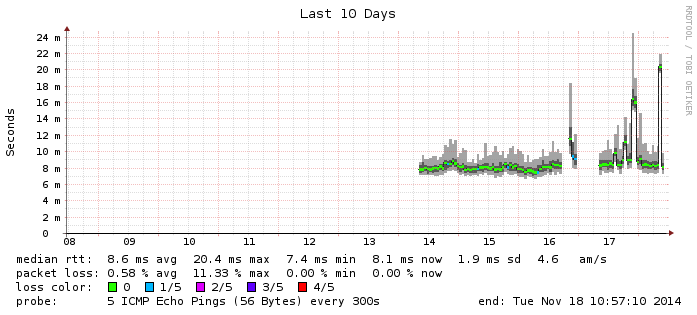 Last 10 Days
RRDTOOL / TOBI OETIKER
Seconds
24 m
22 m
20 m
18 m
16 m
14 m
12 m
10 m
8 m
6 m
4 m
2 m
0
08 09 10 11 12 13 14 15 16 17
median rtt: 8.6 ms avg 20.4 ms max 7.4 ms min 8.1 ms now 1.9 ms sd 4.6 am/s
packet loss: 0.58 % avg 11.33 % max 0.00 % min 0.00 % now
loss color: 0 1/5 2/5 3/5 4/5
probe: 5 ICMP Echo Pings (56 Bytes) every 300s end: Tue Nov 18 10:57:10 2014